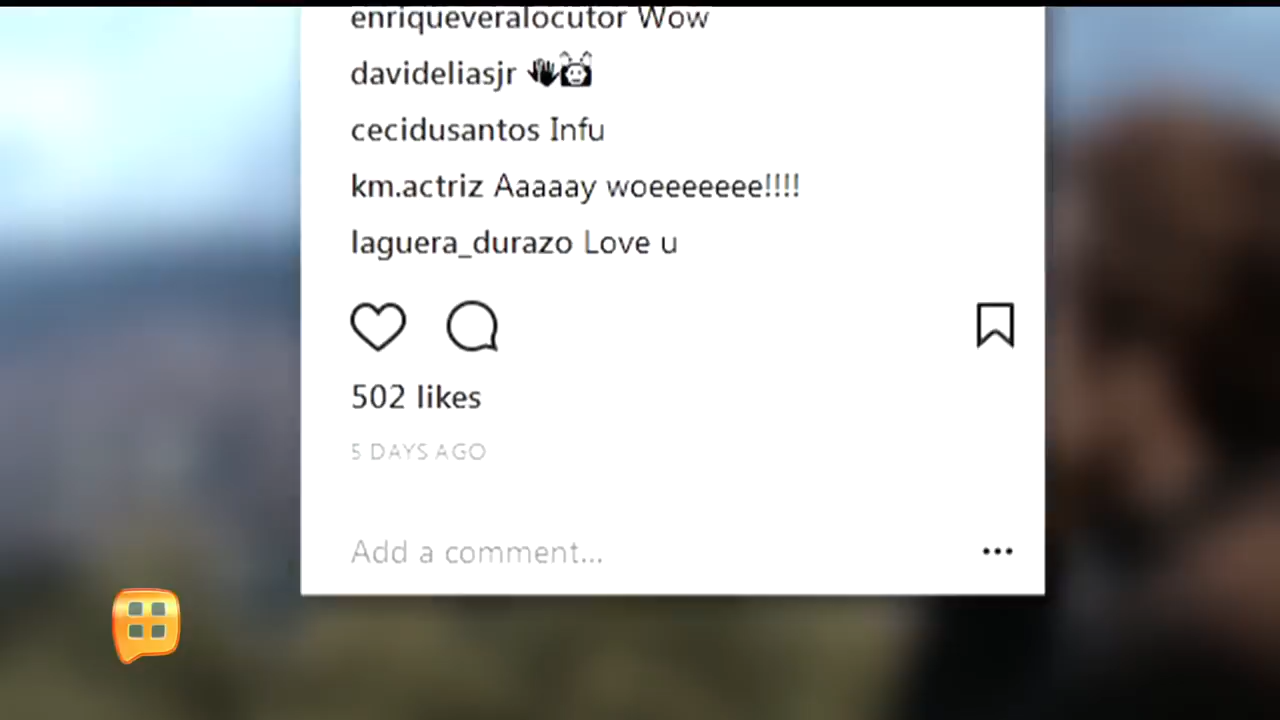 enriqueveralocutor Wow
davideliasjr 👋🙌
cecidusantos Infu
km.actriz Aaaaay woeeeeeee!!!!
laguera_durazo Love u
502 likes
5 DAYS AGO
Add a comment...